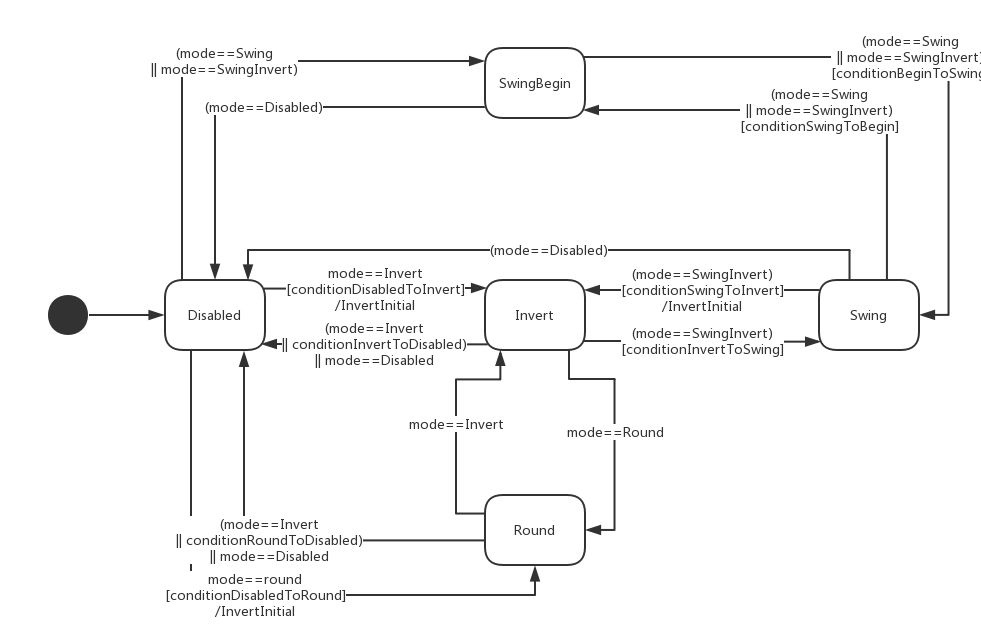 (mode==Swing
|| mode==SwingInvert)
(mode==Swing
|| mode==SwingInvert)
[conditionBeginToSwing
SwingBegin
(mode==Disabled)
(mode==Swing
|| mode==SwingInvert)
[conditionSwingToBegin]
(mode==Disabled)
mode==Invert
[conditionDisabledToInvert]
/InvertInitial
(mode==SwingInvert)
[conditionSwingToInvert]
/InvertInitial
Disabled
Invert
Swing
(mode==Invert
|| conditionInvertToDisabled)
|| mode==Disabled
(mode==SwingInvert)
[conditionInvertToSwing]
mode==Invert
mode==Round
(mode==Invert
|| conditionRoundToDisabled)
|| mode==Disabled
Round
mode==round
[conditionDisabledToRound]
/InvertInitial